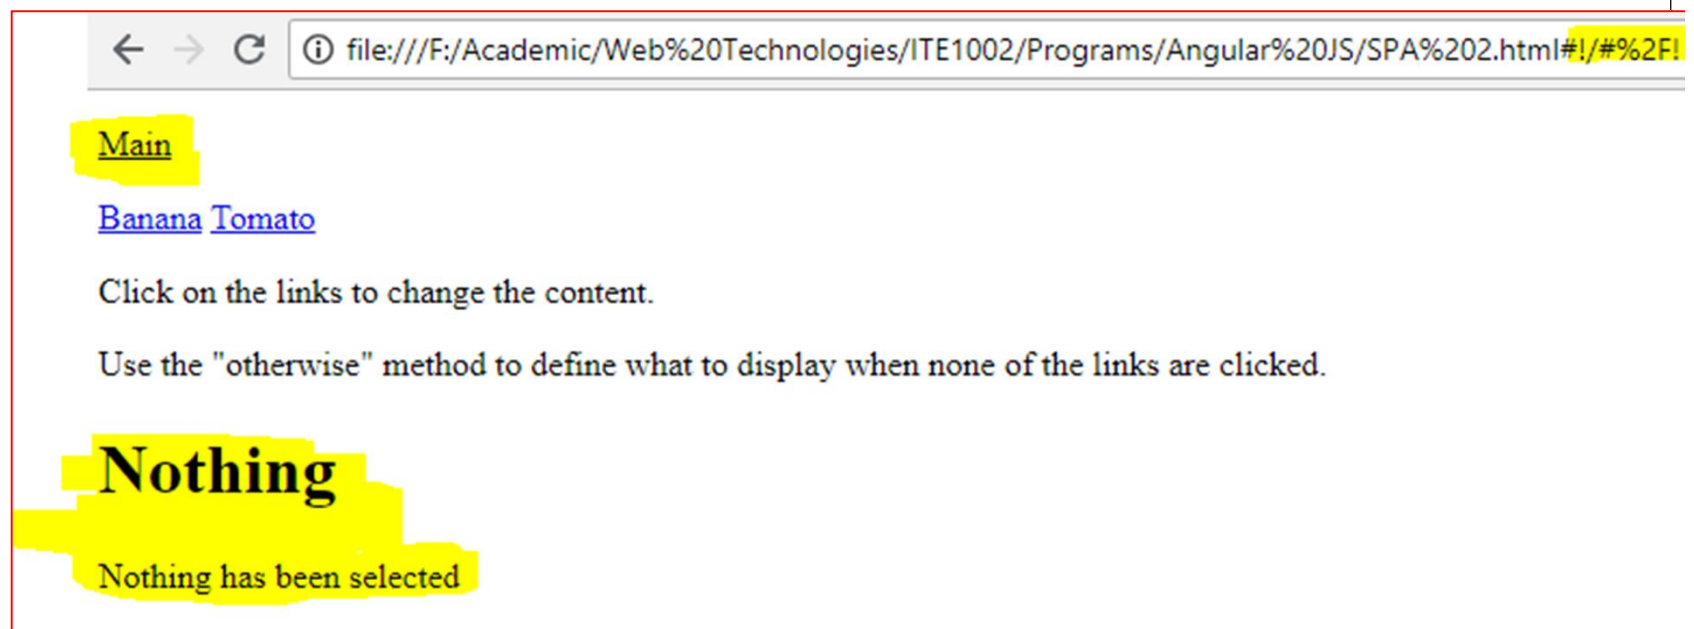 file:///F:/Academic/Web%20Technologies/ITE1002/Programs/Angular%20JS/SPA%202.html#!/#%2F!
Main
Banana Tomato
Click on the links to change the content.
Use the "otherwise" method to define what to display when none of the links are clicked.
Nothing
Nothing has been selected